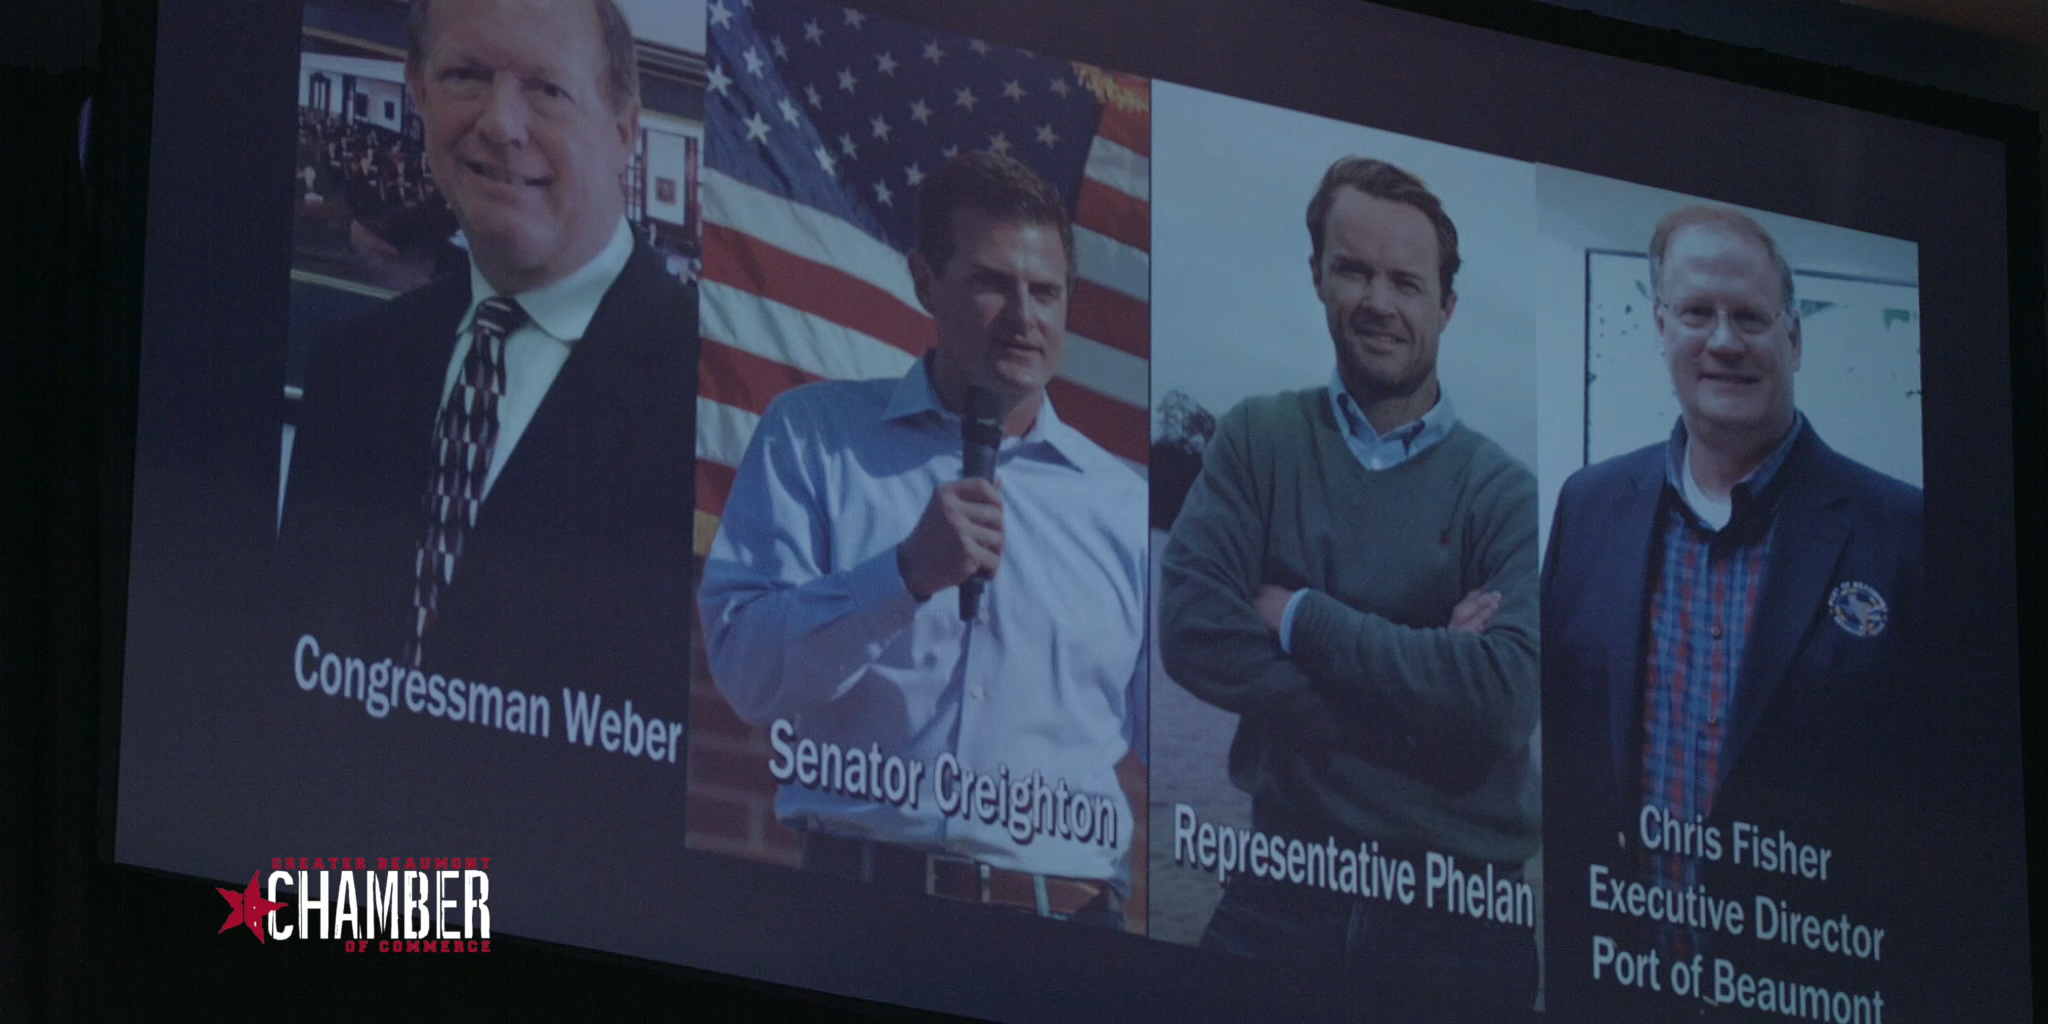 Congressman Weber
Senator Creighton
Representative Phelan
Chris Fisher
Executive Director
Port of Beaumont
GREATER BEAUMONT
CHAMBER
OF COMMERCE